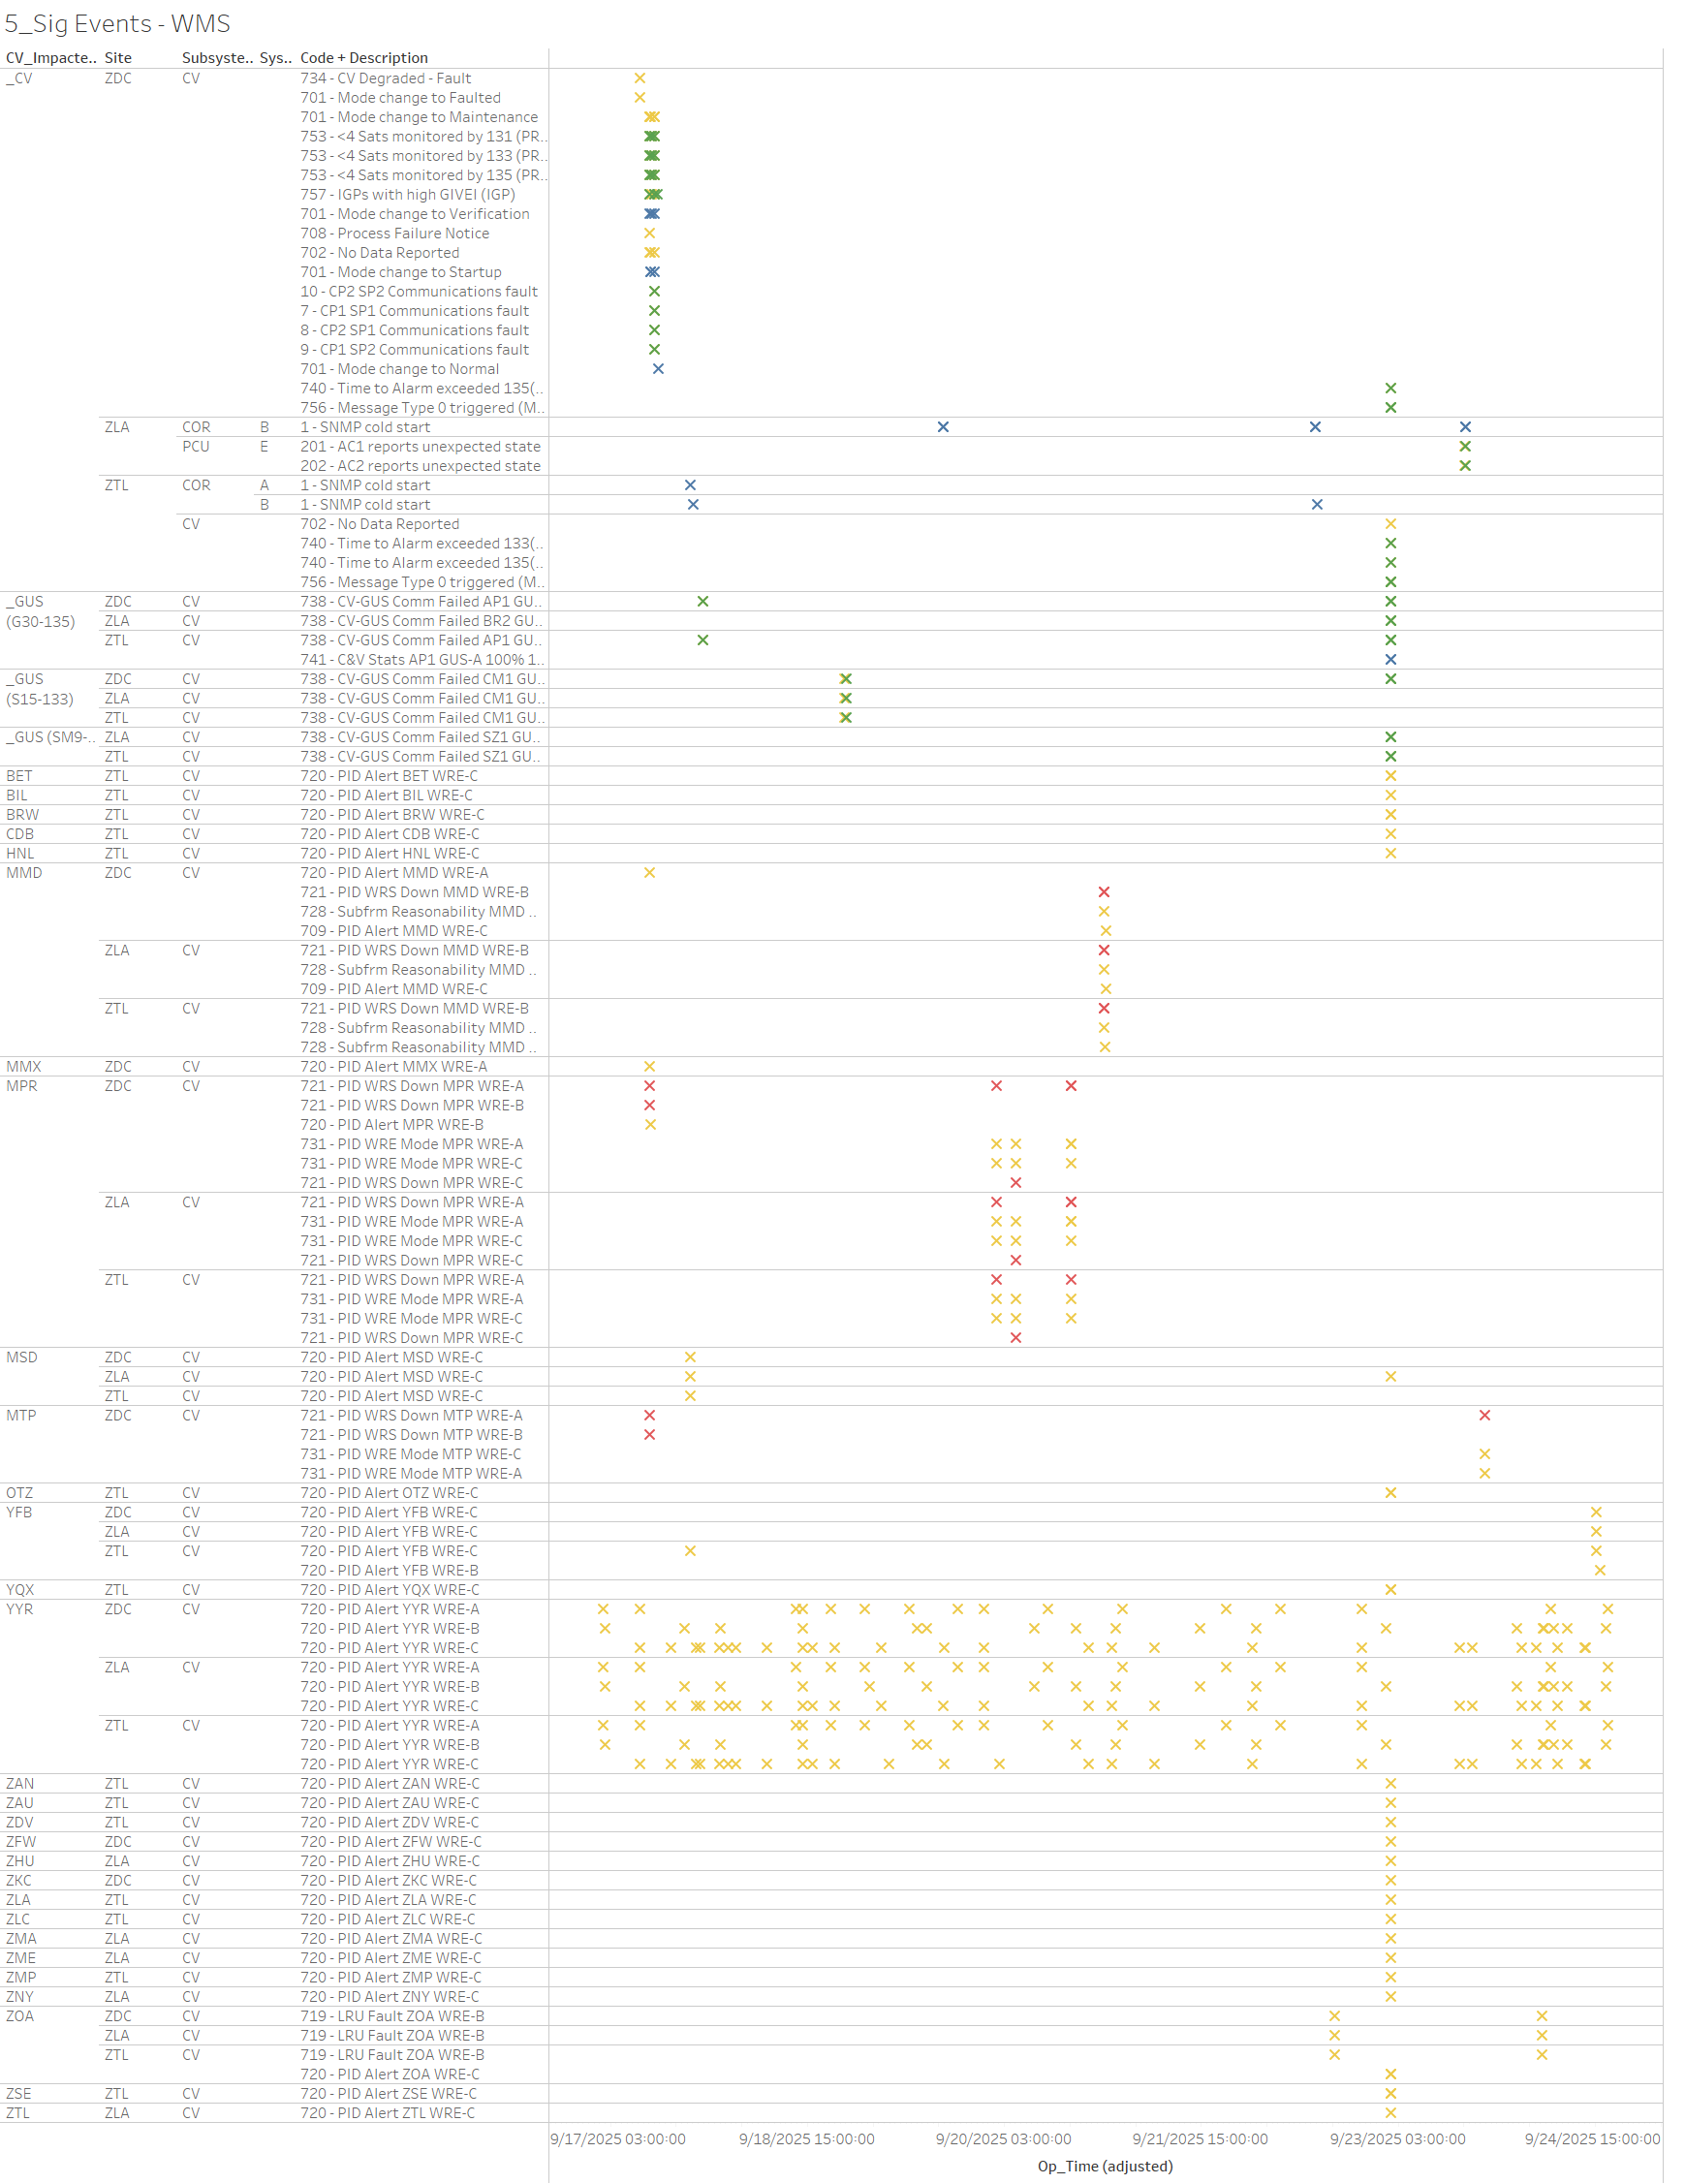 5_Sig Events - WMS
CV_Impacte.. Site Subsyste.. Sys.. Code + Description
_CV ZDC CV 734 - CV Degraded - Fault
701 - Mode change to Faulted
701 - Mode change to Maintenance
753 - <4 Sats monitored by 131 (PR..
753 - <4 Sats monitored by 133 (PR..
753 - <4 Sats monitored by 135 (PR..
757 - IGPs with high GIVEI (IGP)
701 - Mode change to Verification
708 - Process Failure Notice
702 - No Data Reported
701 - Mode change to Startup
10 - CP2 SP2 Communications fault
7 - CP1 SP1 Communications fault
8 - CP2 SP1 Communications fault
9 - CP1 SP2 Communications fault
701 - Mode change to Normal
740 - Time to Alarm exceeded 135(..
756 - Message Type 0 triggered (M..
ZLA COR B 1 - SNMP cold start
PCU E 201 - AC1 reports unexpected state
202 - AC2 reports unexpected state
ZTL COR A 1 - SNMP cold start
B 1 - SNMP cold start
CV 702 - No Data Reported
740 - Time to Alarm exceeded 133(..
740 - Time to Alarm exceeded 135(..
756 - Message Type 0 triggered (M..
_GUS ZDC CV 738 - CV-GUS Comm Failed AP1 GU..
(G30-135) ZLA CV 738 - CV-GUS Comm Failed BR2 GU..
ZTL CV 738 - CV-GUS Comm Failed AP1 GU..
741 - C&V Stats AP1 GUS-A 100% 1..
_GUS ZDC CV 738 - CV-GUS Comm Failed CM1 GU..
(S15-133) ZLA CV 738 - CV-GUS Comm Failed CM1 GU..
ZTL CV 738 - CV-GUS Comm Failed CM1 GU..
_GUS (SM9-.. ZLA CV 738 - CV-GUS Comm Failed SZ1 GU..
ZTL CV 738 - CV-GUS Comm Failed SZ1 GU..
BET ZTL CV 720 - PID Alert BET WRE-C
BIL ZTL CV 720 - PID Alert BIL WRE-C
BRW ZTL CV 720 - PID Alert BRW WRE-C
CDB ZTL CV 720 - PID Alert CDB WRE-C
HNL ZTL CV 720 - PID Alert HNL WRE-C
MMD ZDC CV 720 - PID Alert MMD WRE-A
721 - PID WRS Down MMD WRE-B
728 - Subfrm Reasonability MMD ..
709 - PID Alert MMD WRE-C
ZLA CV 721 - PID WRS Down MMD WRE-B
728 - Subfrm Reasonability MMD ..
709 - PID Alert MMD WRE-C
ZTL CV 721 - PID WRS Down MMD WRE-B
728 - Subfrm Reasonability MMD ..
728 - Subfrm Reasonability MMD ..
MMX ZDC CV 720 - PID Alert MMX WRE-A
MPR ZDC CV 721 - PID WRS Down MPR WRE-A
721 - PID WRS Down MPR WRE-B
720 - PID Alert MPR WRE-B
731 - PID WRE Mode MPR WRE-A
731 - PID WRE Mode MPR WRE-C
721 - PID WRS Down MPR WRE-C
ZLA CV 721 - PID WRS Down MPR WRE-A
731 - PID WRE Mode MPR WRE-A
731 - PID WRE Mode MPR WRE-C
721 - PID WRS Down MPR WRE-C
ZTL CV 721 - PID WRS Down MPR WRE-A
731 - PID WRE Mode MPR WRE-A
731 - PID WRE Mode MPR WRE-C
721 - PID WRS Down MPR WRE-C
MSD ZDC CV 720 - PID Alert MSD WRE-C
ZLA CV 720 - PID Alert MSD WRE-C
ZTL CV 720 - PID Alert MSD WRE-C
MTP ZDC CV 721 - PID WRS Down MTP WRE-A
721 - PID WRS Down MTP WRE-B
731 - PID WRE Mode MTP WRE-C
731 - PID WRE Mode MTP WRE-A
OTZ ZTL CV 720 - PID Alert OTZ WRE-C
YFB ZDC CV 720 - PID Alert YFB WRE-C
ZLA CV 720 - PID Alert YFB WRE-C
ZTL CV 720 - PID Alert YFB WRE-C
720 - PID Alert YFB WRE-B
YQX ZTL CV 720 - PID Alert YQX WRE-C
YYR ZDC CV 720 - PID Alert YYR WRE-A
720 - PID Alert YYR WRE-B
720 - PID Alert YYR WRE-C
ZLA CV 720 - PID Alert YYR WRE-A
720 - PID Alert YYR WRE-B
720 - PID Alert YYR WRE-C
ZTL CV 720 - PID Alert YYR WRE-A
720 - PID Alert YYR WRE-B
720 - PID Alert YYR WRE-C
ZAN ZTL CV 720 - PID Alert ZAN WRE-C
ZAU ZTL CV 720 - PID Alert ZAU WRE-C
ZDV ZTL CV 720 - PID Alert ZDV WRE-C
ZFW ZDC CV 720 - PID Alert ZFW WRE-C
ZHU ZLA CV 720 - PID Alert ZHU WRE-C
ZKC ZDC CV 720 - PID Alert ZKC WRE-C
ZLA ZTL CV 720 - PID Alert ZLA WRE-C
ZLC ZTL CV 720 - PID Alert ZLC WRE-C
ZMA ZLA CV 720 - PID Alert ZMA WRE-C
ZME ZLA CV 720 - PID Alert ZME WRE-C
ZMP ZTL CV 720 - PID Alert ZMP WRE-C
ZNY ZLA CV 720 - PID Alert ZNY WRE-C
ZOA ZDC CV 719 - LRU Fault ZOA WRE-B
ZLA CV 719 - LRU Fault ZOA WRE-B
ZTL CV 719 - LRU Fault ZOA WRE-B
720 - PID Alert ZOA WRE-C
ZSE ZTL CV 720 - PID Alert ZSE WRE-C
ZTL ZLA CV 720 - PID Alert ZTL WRE-C
9/17/2025 03:00:00 9/18/2025 15:00:00 9/20/2025 03:00:00 9/21/2025 15:00:00 9/23/2025 03:00:00 9/24/2025 15:00:00
Op_Time (adjusted)